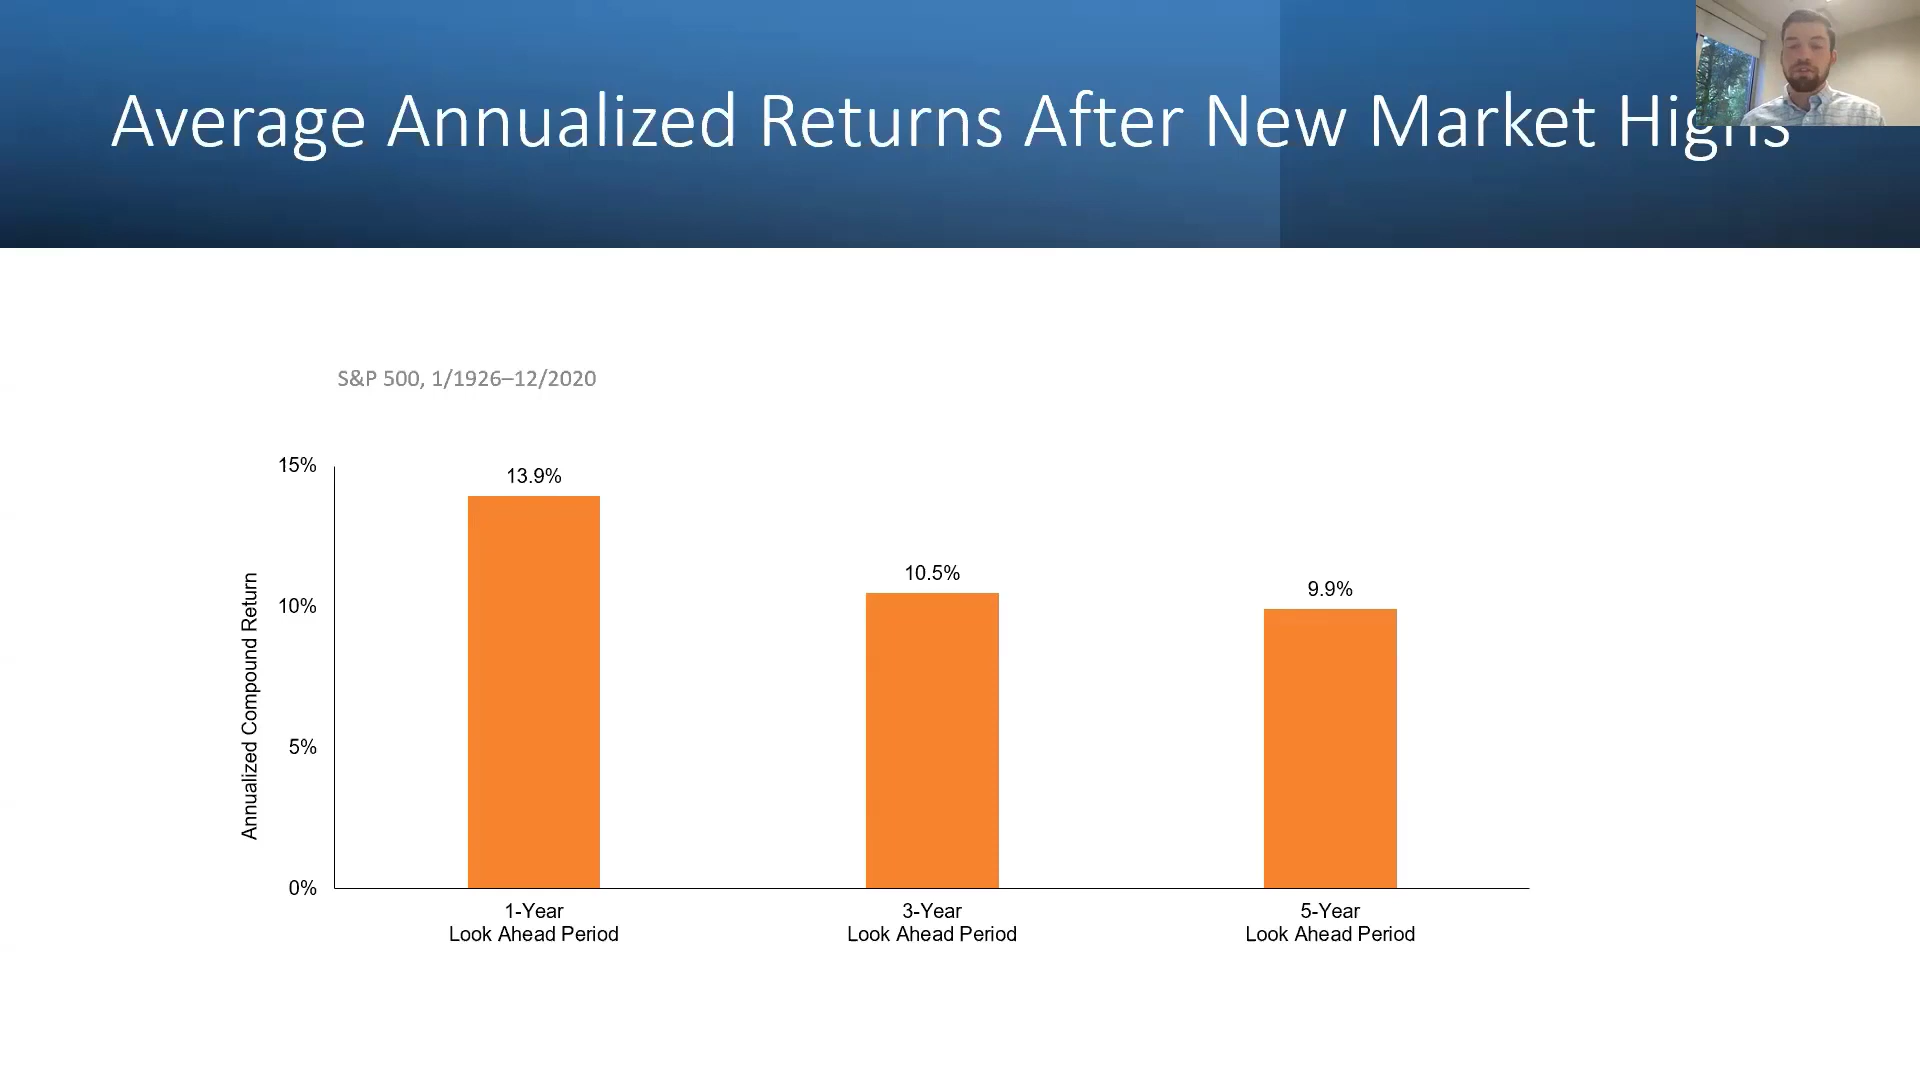 Average Annualized Returns After New Market Highs
S&P 500, 1/1926–12/2020
Annualized Compound Return
15%
10%
5%
0%
13.9%
10.5%
9.9%
1-Year
Look Ahead Period
3-Year
Look Ahead Period
5-Year
Look Ahead Period